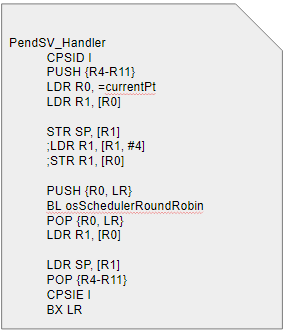 PendSV_Handler
CPSID I
PUSH {R4-R11}
LDR R0, =currentPt
LDR R1, [R0]
STR SP, [R1]
;LDR R1, [R1, #4]
;STR R1, [R0]
PUSH {R0, LR}
BL osSchedulerRoundRobin
POP {R0, LR}
LDR R1, [R0]
LDR SP, [R1]
POP {R4-R11}
CPSIE I
BX LR